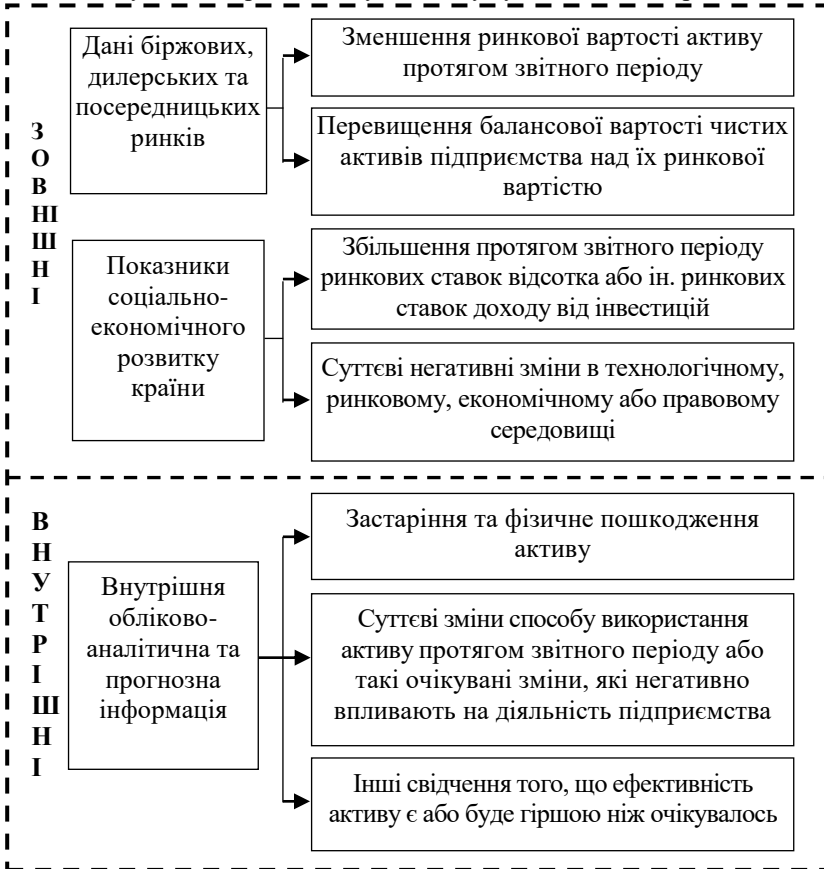 ЗОВНІШНІ
Дані біржових,
дилерських та
посередницьких
ринків
Зменшення ринкової вартості активу
протягом звітного періоду
Перевищення балансової вартості чистих
активів підприємства над їх ринкової
вартістю
Показники
соціально-
економічного
розвитку
країни
Збільшення протягом звітного періоду
ринкових ставок відсотка або ін. ринкових
ставок доходу від інвестицій
Суттєві негативні зміни в технологічному,
ринковому, економічному або правовому
середовищі
ВНУТРІШНІ
Внутрішня
обліково-
аналітична та
прогнозна
інформація
Застаріння та фізичне пошкодження
активу
Суттєві зміни способу використання
активу протягом звітного періоду або
такі очікувані зміни, які негативно
впливають на діяльність підприємства
Інші свідчення того, що ефективність
активу є або буде гіршою ніж очікувалось